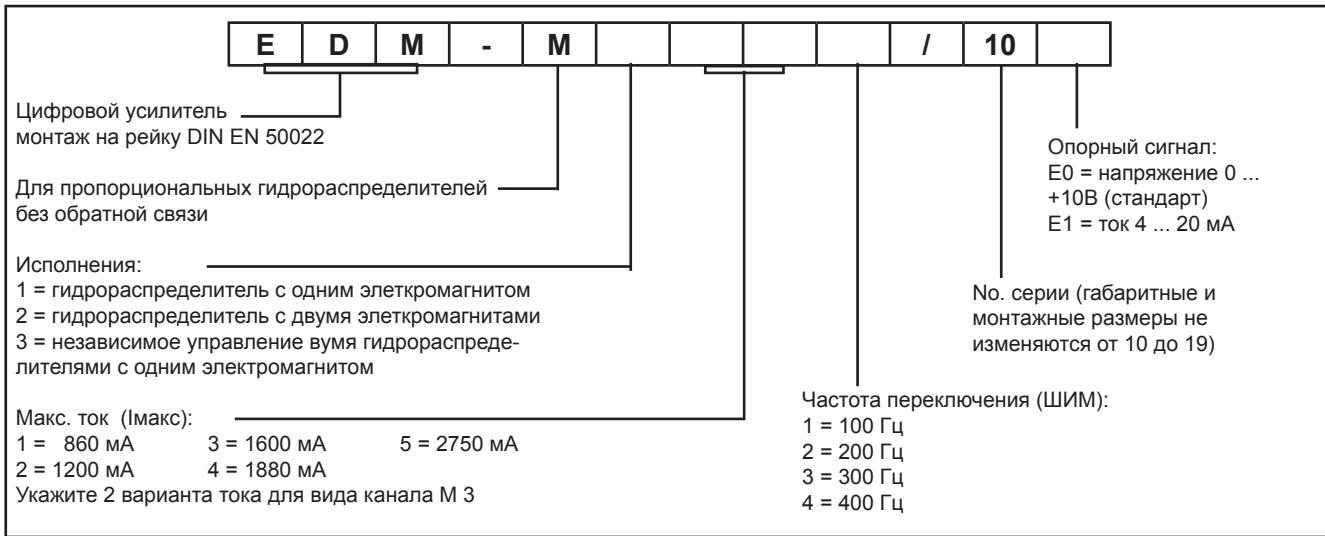 E D M - M / 10
Цифровой усилитель
монтаж на рейку DIN EN 50022
Для пропорциональных гидрораспределителей
без обратной связи
Исполнения:
1 = гидрораспределитель с одним элеткромагнитом
2 = гидрораспределитель с двумя элеткромагнитами
3 = независимое управление вумя гидрораспреде-
лителями с одним электромагнитом
Макс. ток (Iмакс):
1 = 860 мА 3 = 1600 мА 5 = 2750 мА
2 = 1200 мА 4 = 1880 мА
Укажите 2 варианта тока для вида канала М 3
Частота переключения (ШИМ):
1 = 100 Гц
2 = 200 Гц
3 = 300 Гц
4 = 400 Гц
No. серии (габаритные и
монтажные размеры не
изменяются от 10 до 19)
Опорный сигнал:
E0 = напряжение 0 ...
+10В (стандарт)
E1 = ток 4 ... 20 мА